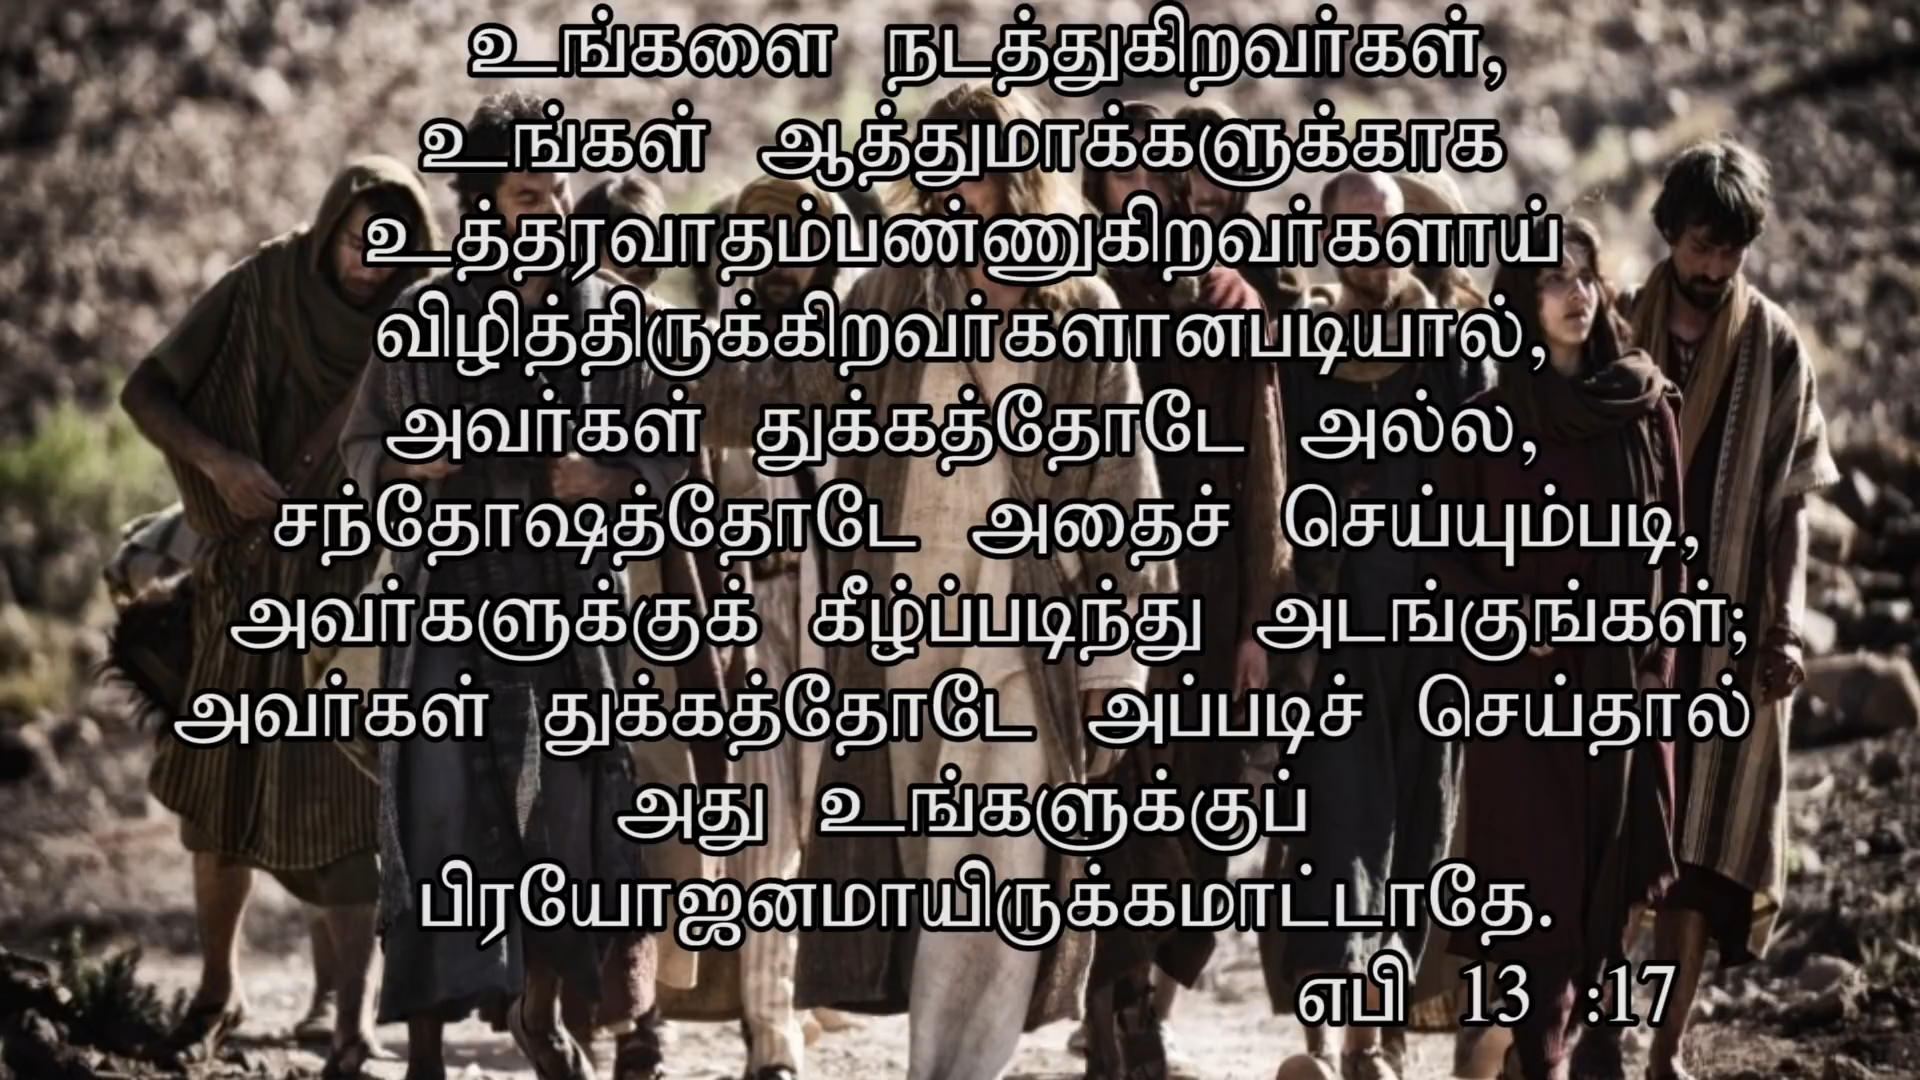 உங்களை நடத்துகிறவர்கள்,
உங்கள் ஆத்துமாக்களுக்காக
உத்தரவாதம்பண்ணுகிறவர்களாய்
விழித்திருக்கிறவர்களானபடியால்,
அவர்கள் துக்கத்தோடே அல்ல,
சந்தோஷத்தோடே அதைச் செய்யும்படி,
அவர்களுக்குக் கீழ்ப்படிந்து அடங்குங்கள்;
அவர்கள் துக்கத்தோடே அப்படிச் செய்தால்
அது உங்களுக்குப்
பிரயோஜனமாயிருக்கமாட்டாதே.
எபி 13 :17